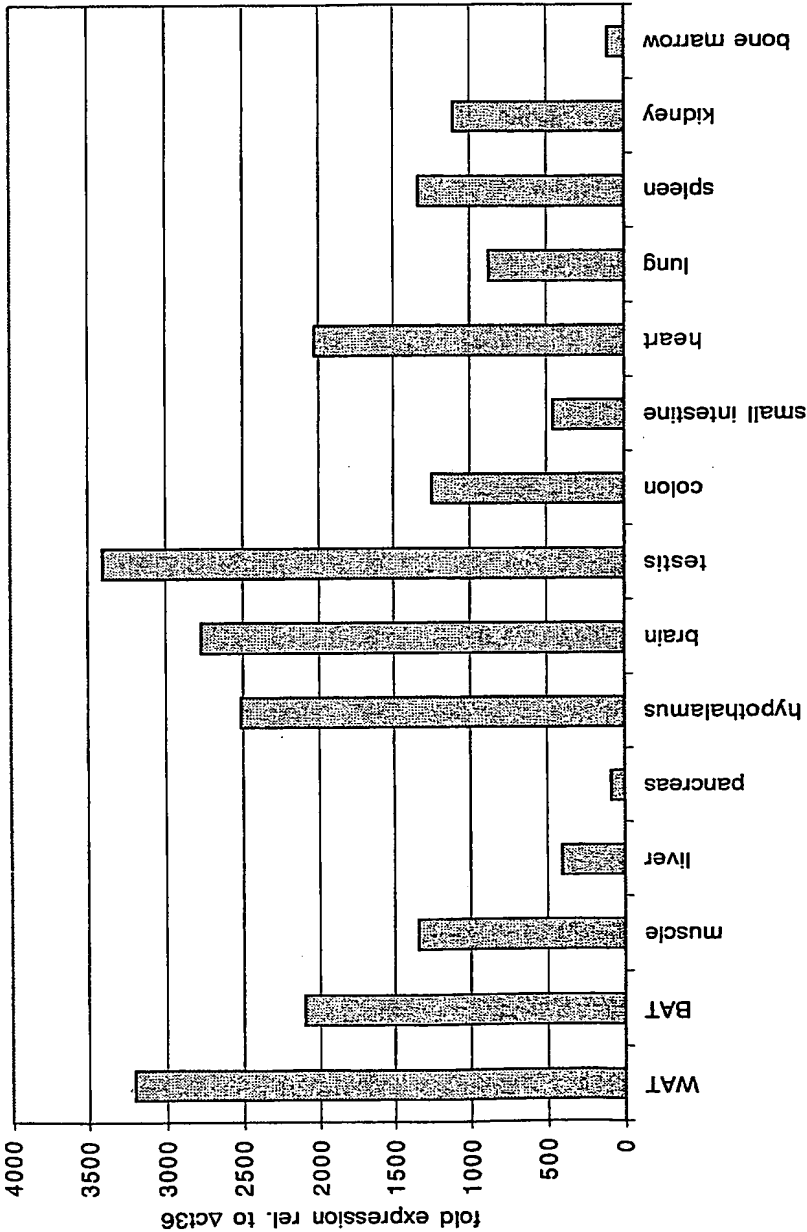 fold expression rel. to Δct36
4000
3500
3000
2500
2000
1500
1000
500
0
WAT
BAT
muscle
liver
pancreas
hypothalamus
brain
testis
colon
small intestine
heart
lung
spleen
kidney
bone marrow